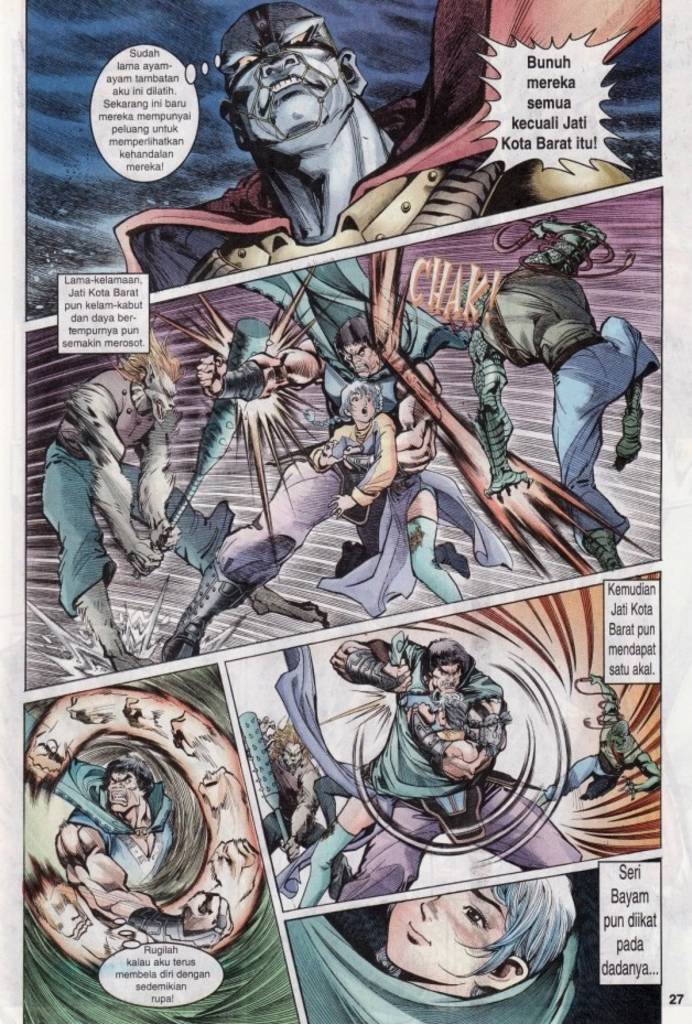 Sudah
lama ayam-
ayam tambatan
aku ini dilatih.
Sekarang ini baru
mereka mempunyai
peluang untuk
memperlihatkan
kehandalan
mereka!
Bunuh
mereka
semua
kecuali Jati
Kota Barat itu!
Lama-kelamaan,
Jati Kota Barat
pun kelam-kabut
dan daya ber-
tempurnya pun
semakin merosot.
CHAK!
Kemudian
Jati Kota
Barat pun
mendapat
satu akal.
Rugilah
kalau aku terus
membela diri dengan
sedemikian
rupa!
Seri
Bayam
pun diikat
pada
dadanya...
27